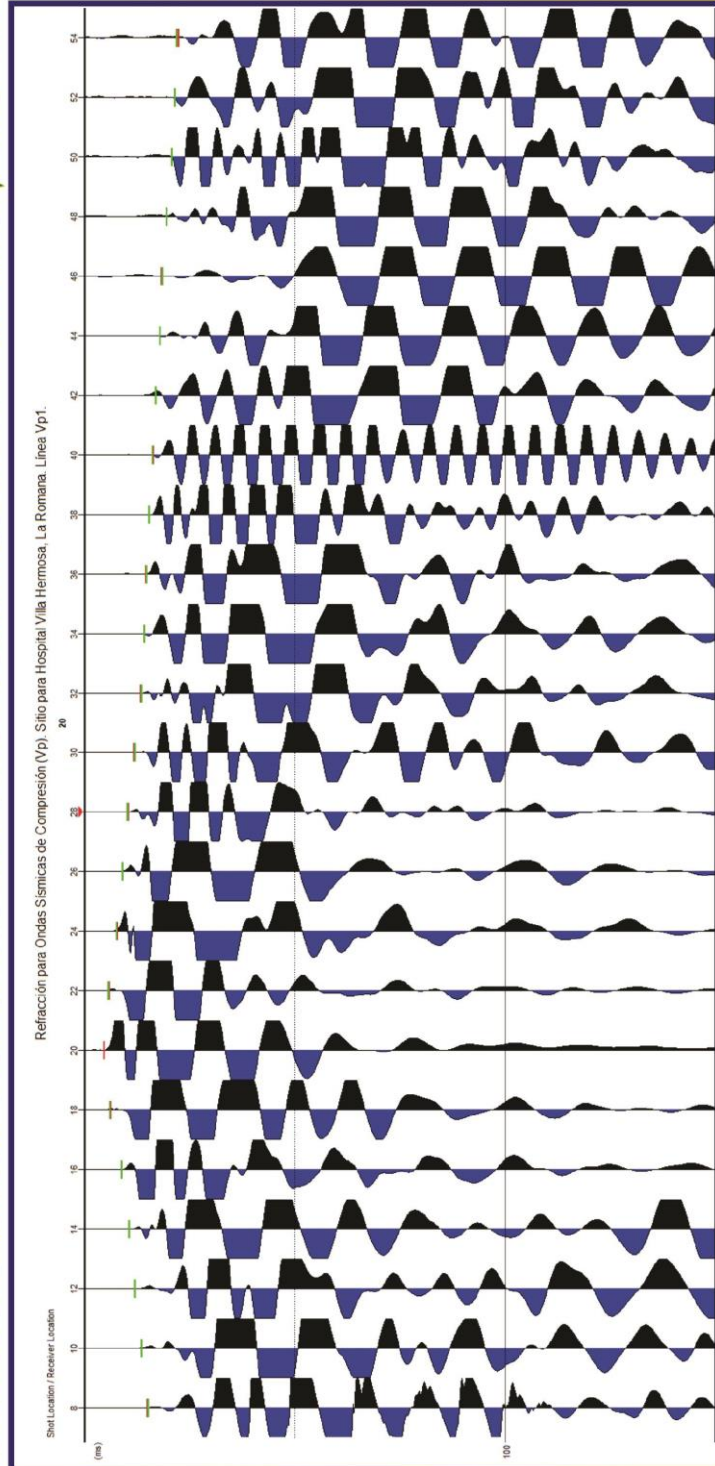 Refracción para Ondas Sísmicas de Compresión (Vp). Sitio para Hospital Villa Hermosa, La Romana. Línea Vp1.
20
Shot Location / Receiver Location
8 10 12 14 16 18 20 22 24 26 28 30 32 34 36 38 40 42 44 46 48 50 52 54
(ms)
100